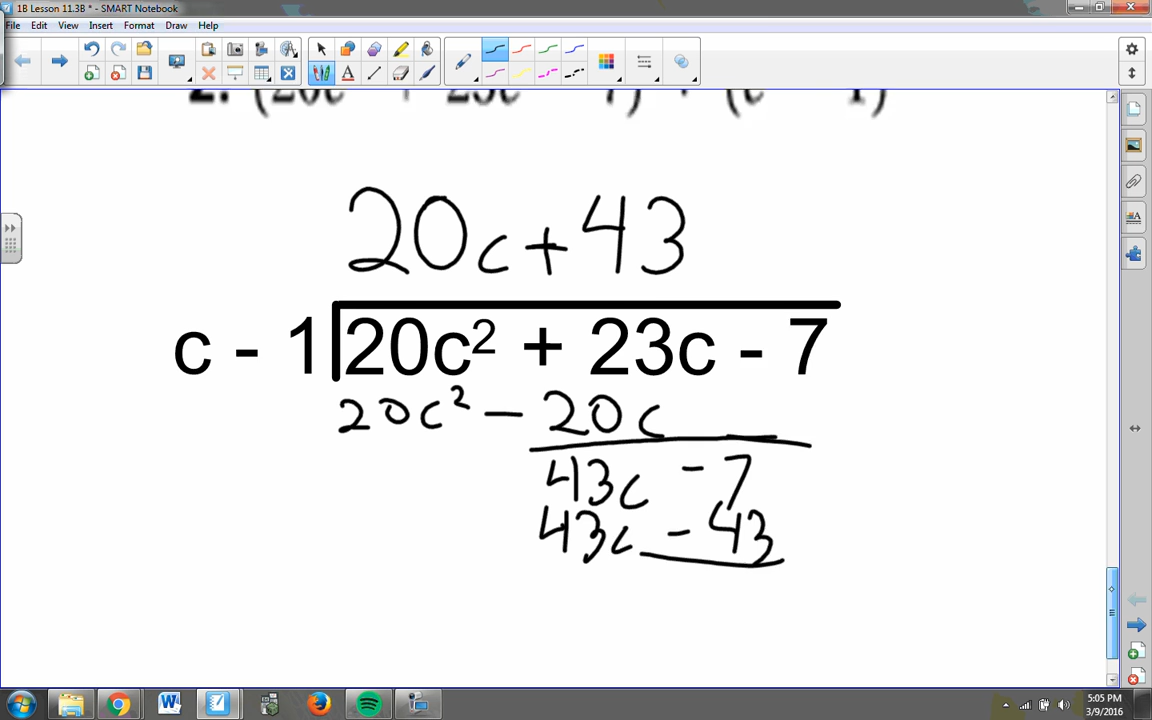 1B Lesson 11.3B * - SMART Notebook
File Edit View Insert Format Draw Help
20c + 43
c - 1 20c² + 23c - 7
20c² - 20c
43c - 7
43c - 43
5:05 PM
3/9/2016